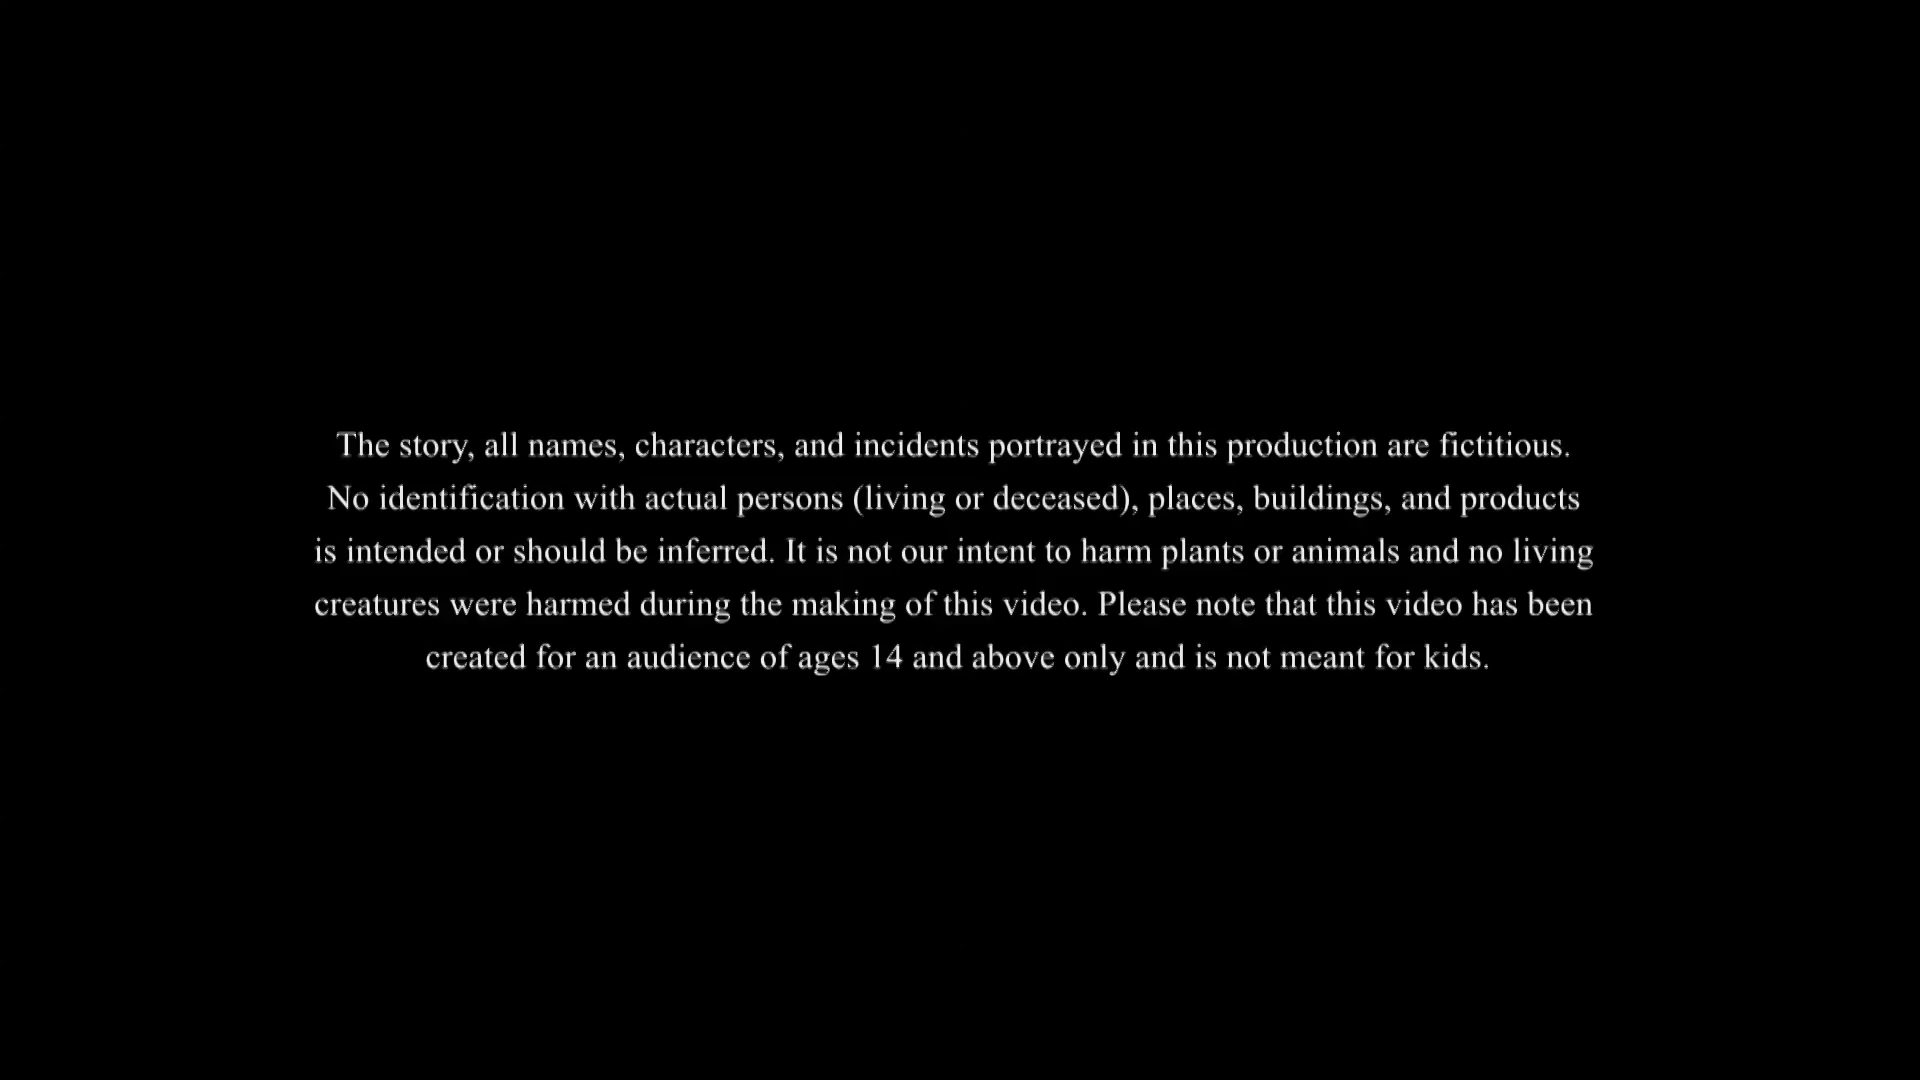 The story, all names, characters, and incidents portrayed in this production are fictitious.
No identification with actual persons (living or deceased), places, buildings, and products
is intended or should be inferred. It is not our intent to harm plants or animals and no living
creatures were harmed during the making of this video. Please note that this video has been
created for an audience of ages 14 and above only and is not meant for kids.